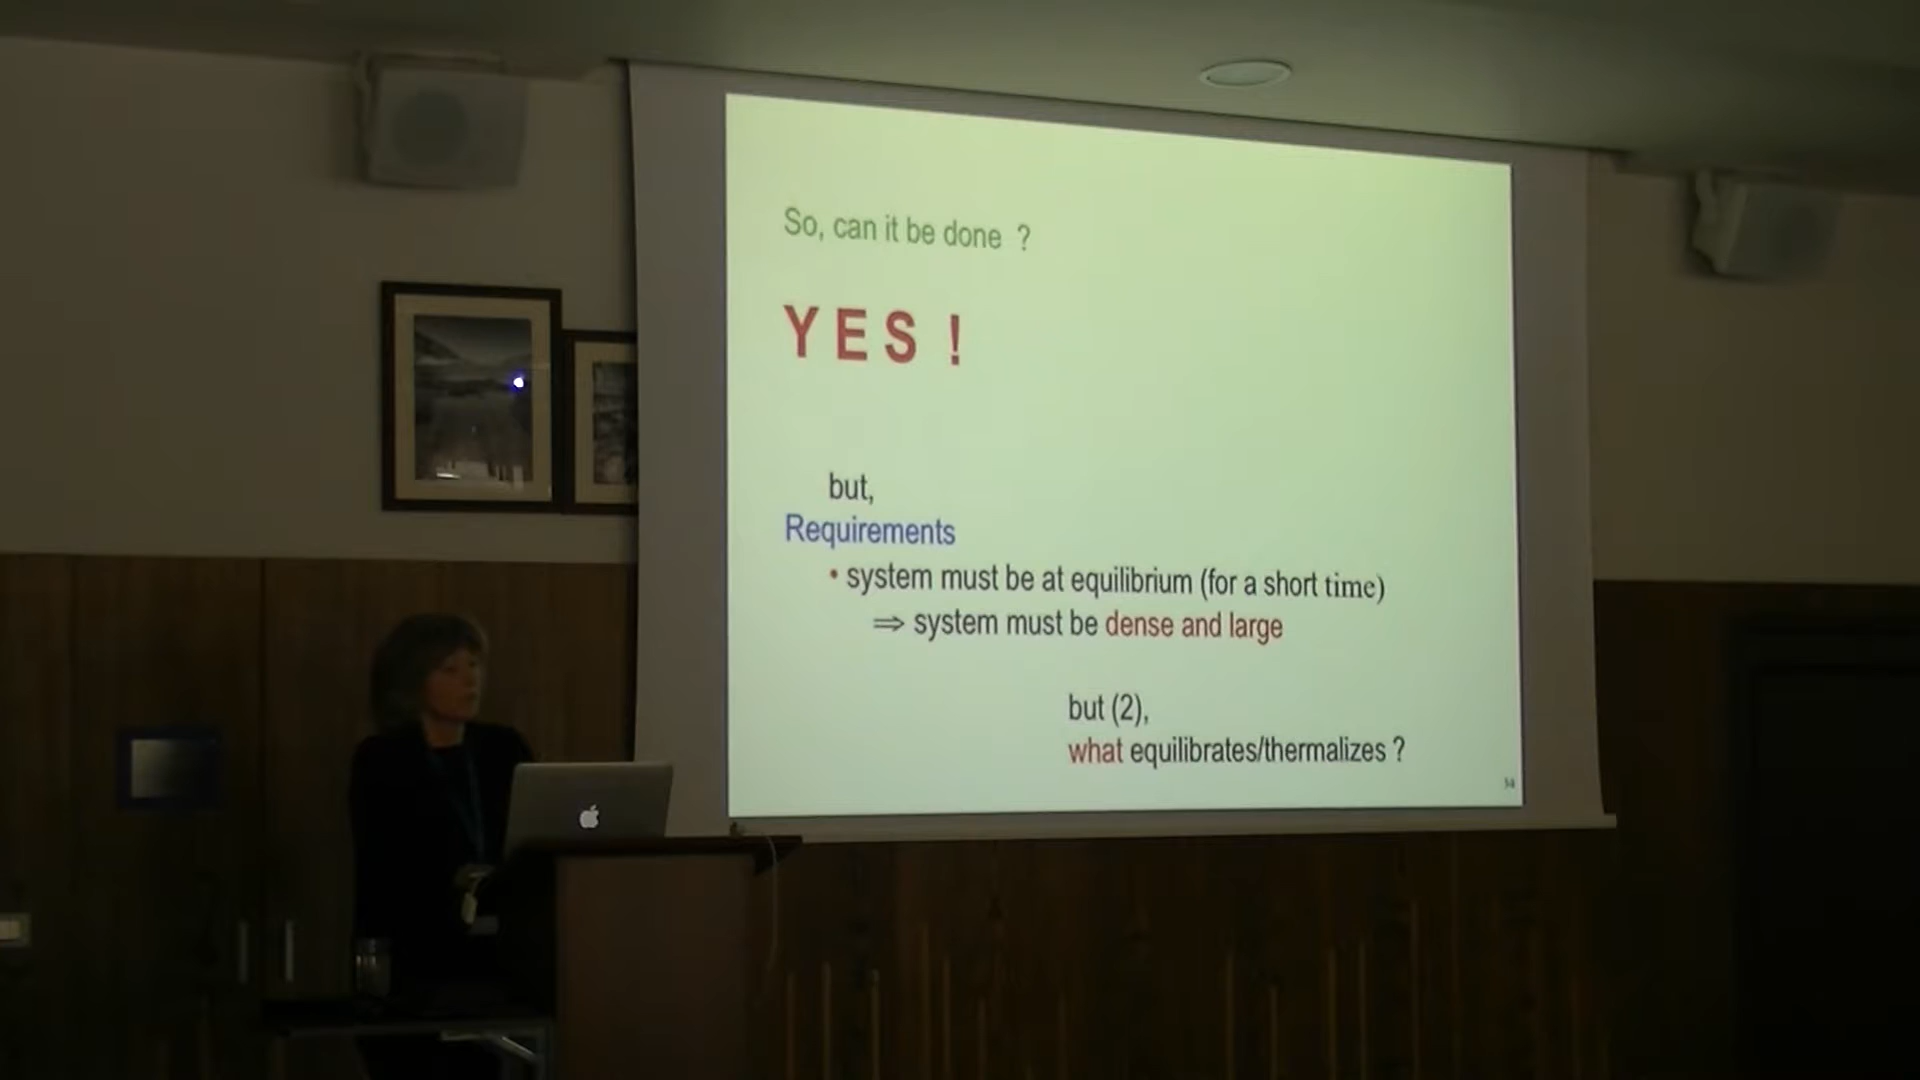 So, can it be done ?
YES !
but,
Requirements
• system must be at equilibrium (for a short time)
⇒ system must be dense and large
but (2),
what equilibrates/thermalizes ?